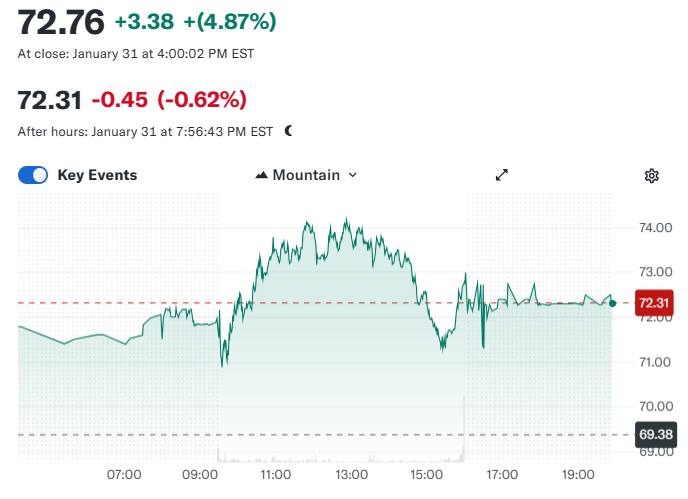 72.76 +3.38 +(4.87%)
At close: January 31 at 4:00:02 PM EST
72.31 -0.45 (-0.62%)
After hours: January 31 at 7:56:43 PM EST
Key Events
Mountain
74.00
73.00
72.31
72.00
71.00
70.00
69.38
69.00
07:00 09:00 11:00 13:00 15:00 17:00 19:00